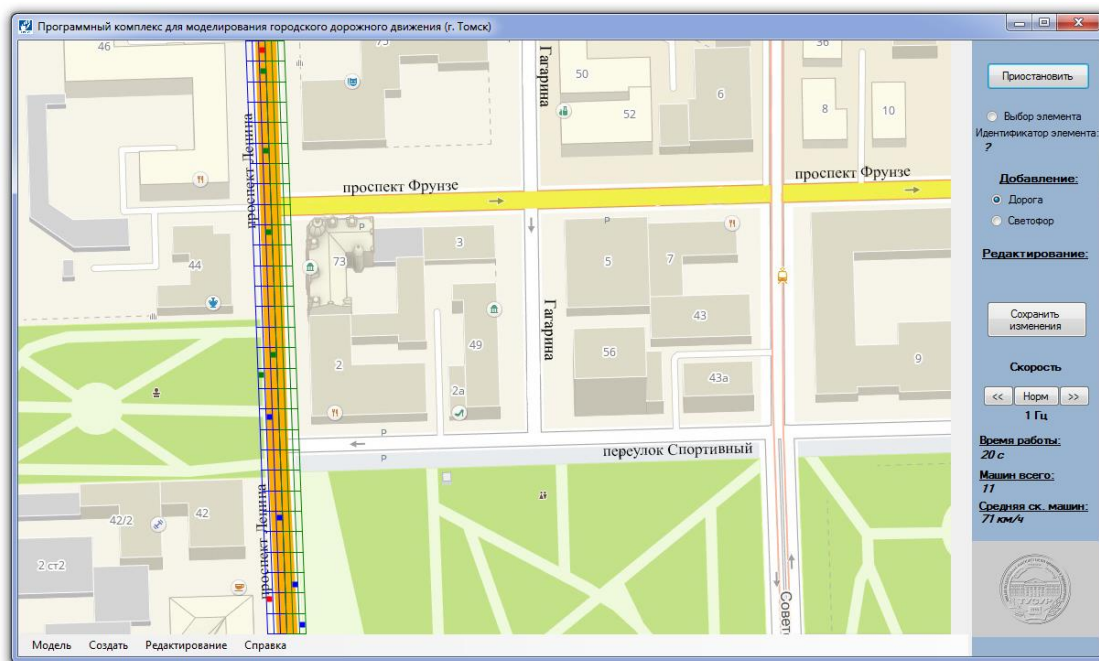 Программный комплекс для моделирования городского дорожного движения (г. Томск)
46
75
Гагарина
50
52
6
36
8
10
проспект Ленина
проспект Фрунзе
проспект Фрунзе
P
44
73
3
5
7
Гагарина
43
49
2
2а
56
43а
9
P
P
переулок Спортивный
проспект Ленина
42/2
42
2 ст2
Советс
Приостановить
Выбор элемента
Идентификатор элемента:
?
Добавление:
Дорога
Светофор
Редактирование:
Сохранить
изменения
Скорость
<< Норм >>
1 Гц
Время работы:
20 с
Машин всего:
11
Средняя ск. машин:
71 км/ч
ТУСУР
Модель Создать Редактирование Справка